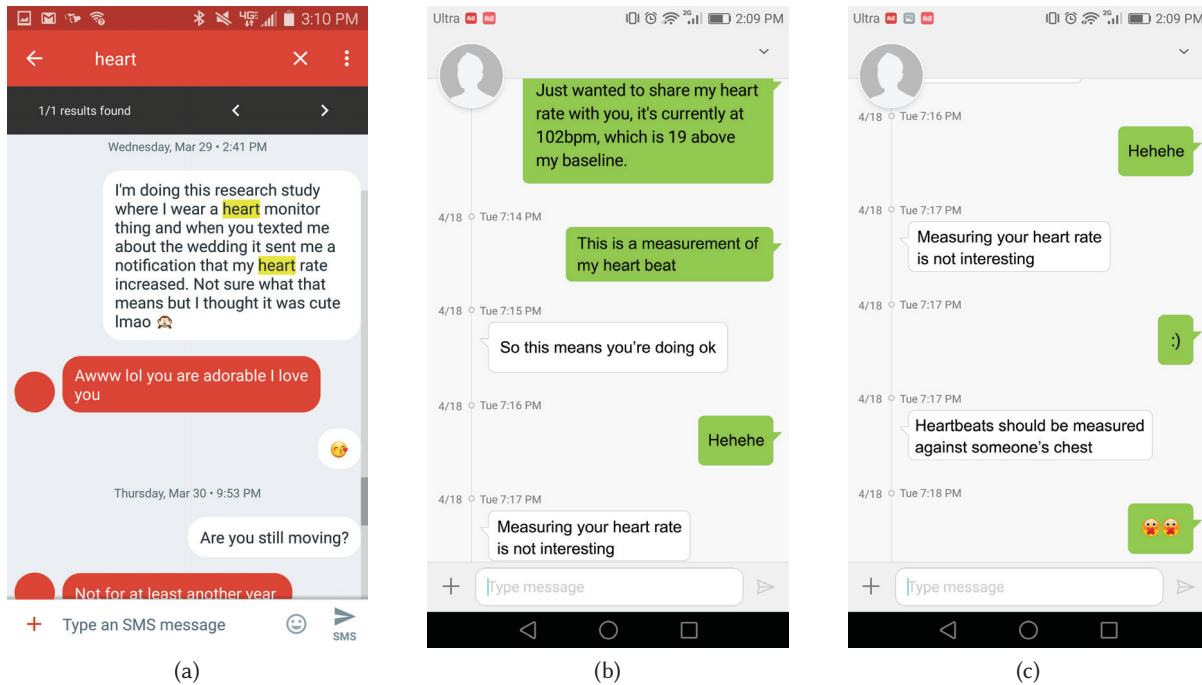 3:10 PM
heart
1/1 results found
Wednesday, Mar 29 • 2:41 PM
I'm doing this research study
where I wear a heart monitor
thing and when you texted me
about the wedding it sent me a
notification that my heart rate
increased. Not sure what that
means but I thought it was cute
lmao
Awww lol you are adorable I love
you
Thursday, Mar 30 • 9:53 PM
Are you still moving?
Not for at least another year
Type an SMS message
SMS
(a)
Ultra
2G
2:09 PM
Just wanted to share my heart
rate with you, it's currently at
102bpm, which is 19 above
my baseline.
4/18 Tue 7:14 PM
This is a measurement of
my heart beat
4/18 Tue 7:15 PM
So this means you're doing ok
4/18 Tue 7:16 PM
Hehehe
4/18 Tue 7:17 PM
Measuring your heart rate
is not interesting
Type message
(b)
Ultra
2G
2:09 PM
4/18 Tue 7:16 PM
Hehehe
4/18 Tue 7:17 PM
Measuring your heart rate
is not interesting
4/18 Tue 7:17 PM
:)
4/18 Tue 7:17 PM
Heartbeats should be measured
against someone's chest
4/18 Tue 7:18 PM
Type message
(c)